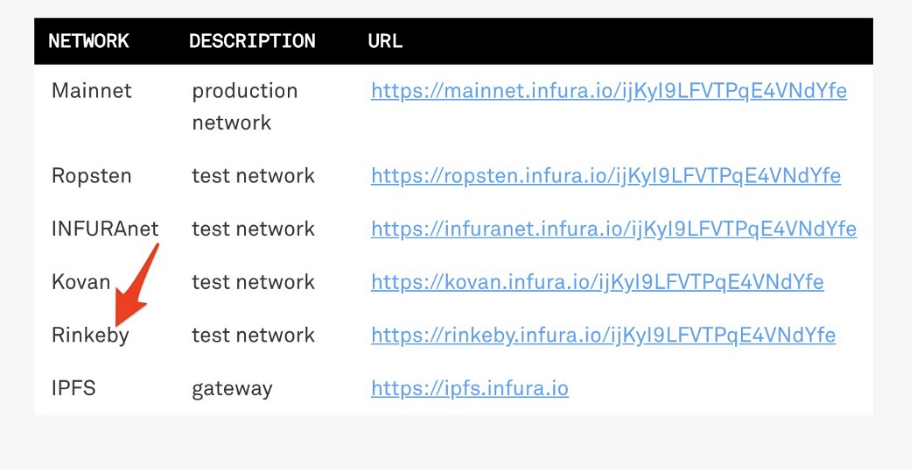 NETWORK DESCRIPTION URL
Mainnet production network https://mainnet.infura.io/ijKyI9LFVTPqE4VNdYfe
Ropsten test network https://ropsten.infura.io/ijKyI9LFVTPqE4VNdYfe
INFURAnet test network https://infuranet.infura.io/ijKyI9LFVTPqE4VNdYfe
Kovan test network https://kovan.infura.io/ijKyI9LFVTPqE4VNdYfe
Rinkeby test network https://rinkeby.infura.io/ijKyI9LFVTPqE4VNdYfe
IPFS gateway https://ipfs.infura.io